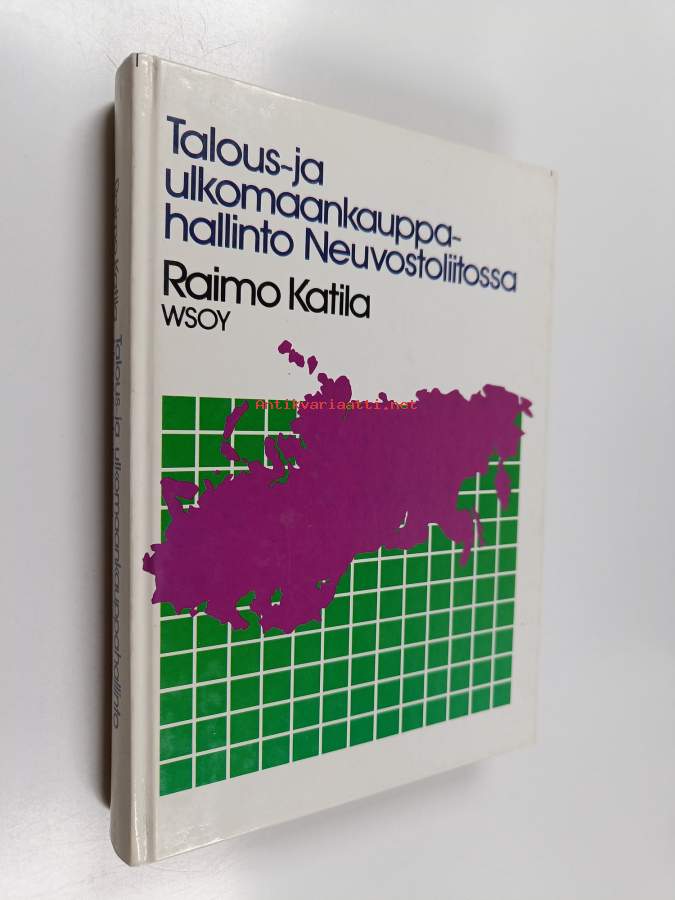 Talous-ja
ulkomaankauppa-
hallinto Neuvostoliitossa
Raimo Katila
WSOY
Antikvariaatti.net
Raimo Katila Talous ja ulkomaankauppahallinto